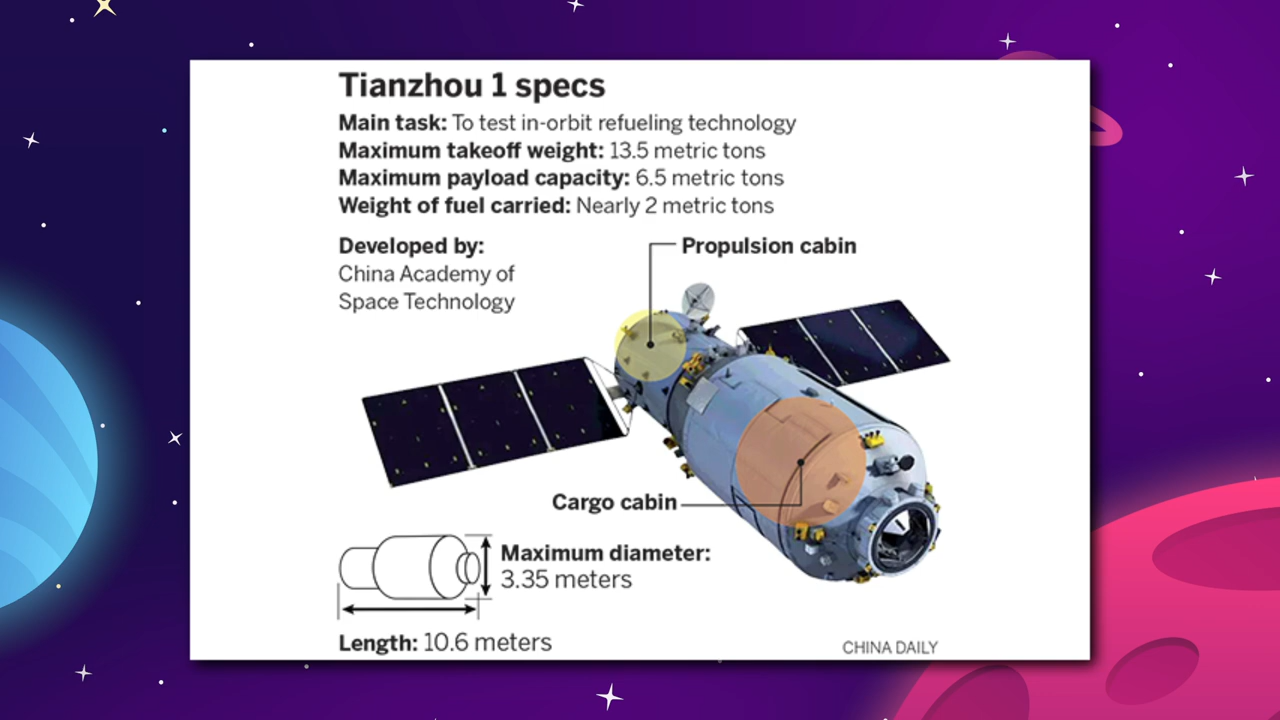 Tianzhou 1 specs
Main task: To test in-orbit refueling technology
Maximum takeoff weight: 13.5 metric tons
Maximum payload capacity: 6.5 metric tons
Weight of fuel carried: Nearly 2 metric tons
Developed by:
China Academy of
Space Technology
Propulsion cabin
Cargo cabin
Maximum diameter:
3.35 meters
Length: 10.6 meters
CHINA DAILY